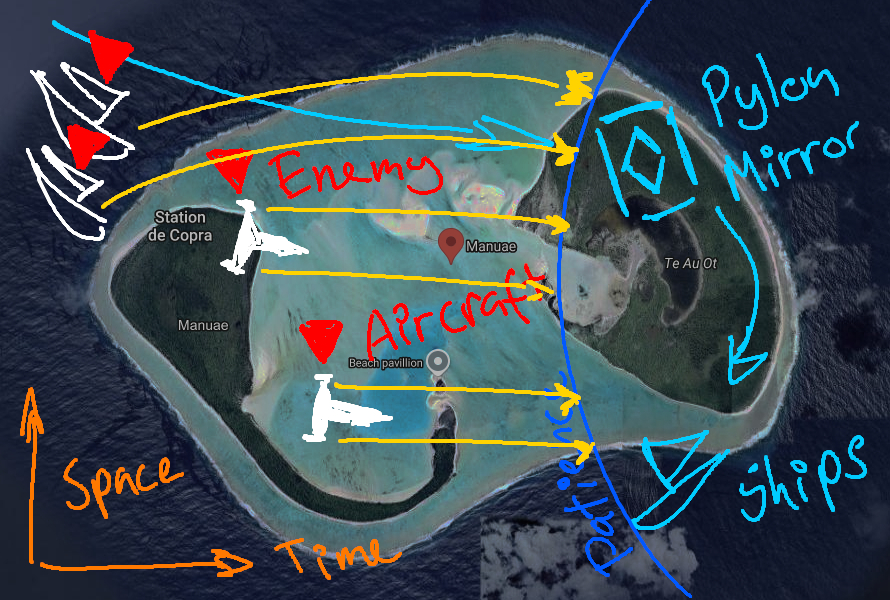 Pylon
Mirror
Enemy
Station
de Copra
Manuae
Te Au Ot
Aircraft
Manuae
Beach pavillion
Patience
Space
ships
Time